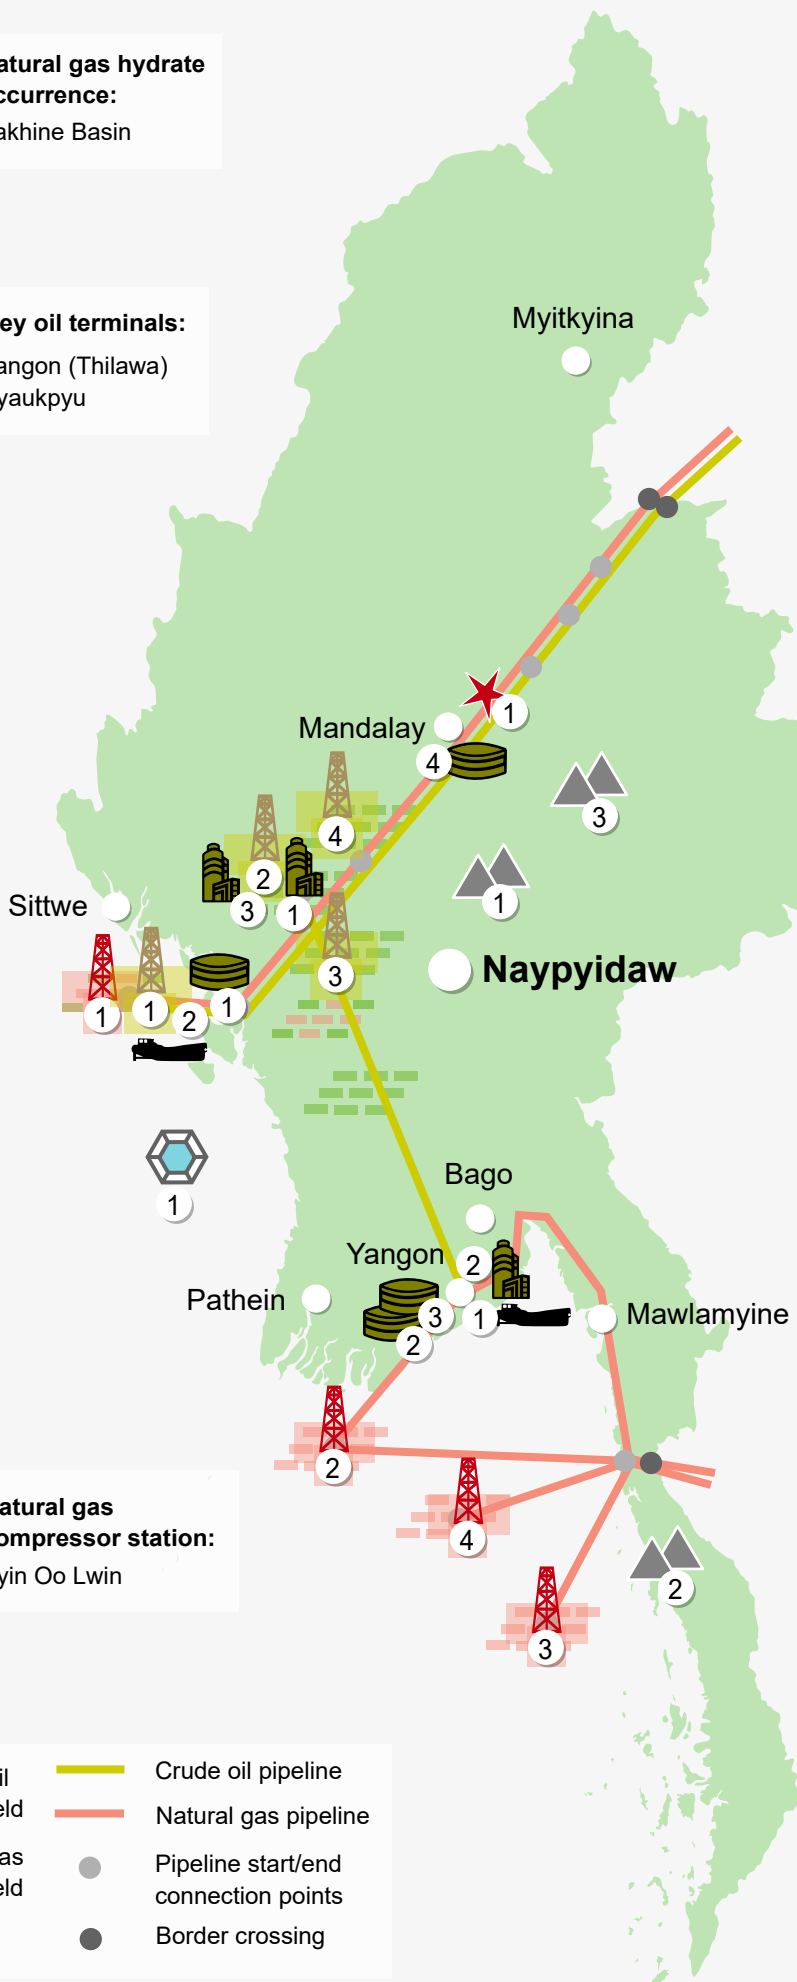 atural gas hydrate
ccurrence:
akhine Basin
ey oil terminals:
angon (Thilawa)
yaukpyu
Myitkyina
Mandalay
1
4
3
4
2
1
3
1
Sittwe
3
Naypyidaw
1
1
2
1
1
Bago
Yangon
2
Pathein
3
1
Mawlamyine
2
2
4
2
3
atural gas
ompressor station:
yin Oo Lwin
il
eld
as
eld
Crude oil pipeline
Natural gas pipeline
Pipeline start/end
connection points
Border crossing